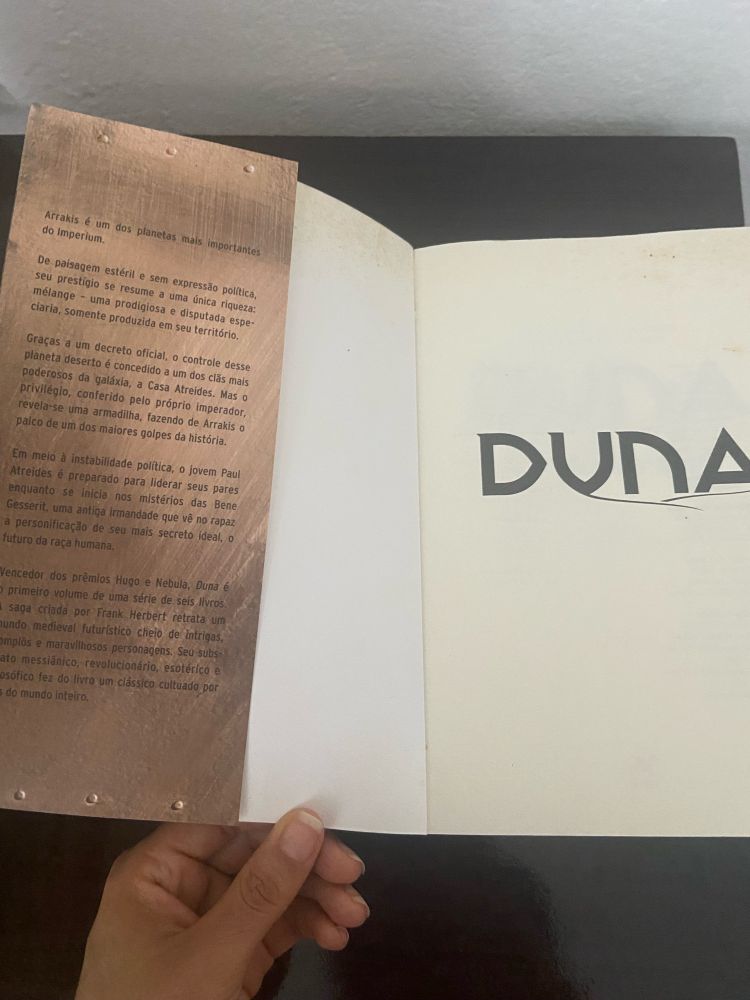 Arrakis é um dos planetas mais importantes
do Imperium.
De paisagem estéril e sem expressão política,
seu prestígio se resume a uma única riqueza:
mélange – uma prodigiosa e disputada espe-
ciaria, somente produzida em seu território.
Graças a um decreto oficial, o controle desse
planeta deserto é concedido a um dos clãs mais
poderosos da galáxia, a Casa Atreides. Mas o
privilégio, conferido pelo próprio imperador,
revela-se uma armadilha, fazendo de Arrakis o
palco de um dos maiores golpes da história.
Em meio à instabilidade política, o jovem Paul
Atreides é preparado para liderar seus pares
enquanto se inicia nos mistérios das Bene
Gesserit, uma antiga irmandade que vê no rapaz
a personificação de seu mais secreto ideal, o
futuro da raça humana.
Vencedor dos prêmios Hugo e Nebula, Duna é
o primeiro volume de uma série de seis livros.
A saga criada por Frank Herbert retrata um
mundo medieval futurístico cheio de intrigas,
omplôs e maravilhosos personagens. Seu subs-
ato messiânico, revolucionário, esotérico e
losófico fez do livro um clássico cultuado por
s do mundo inteiro.
DUNA